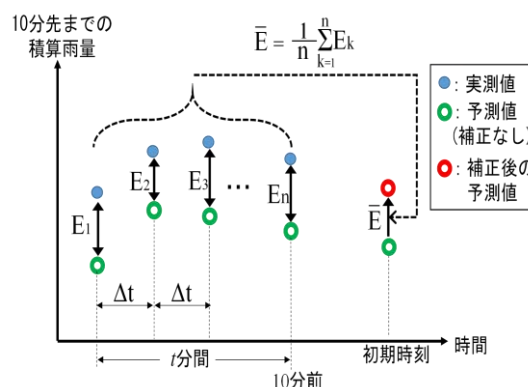 10分先までの
積算雨量
E̅ = 1/n Σ_{k=1}^{n} E_k
●: 実測値
○: 予測値
(補正なし)
○: 補正後の
予測値
E₁
E₂
E₃
…
Eₙ
E̅
Δt
Δt
t分間
10分前
初期時刻
時間